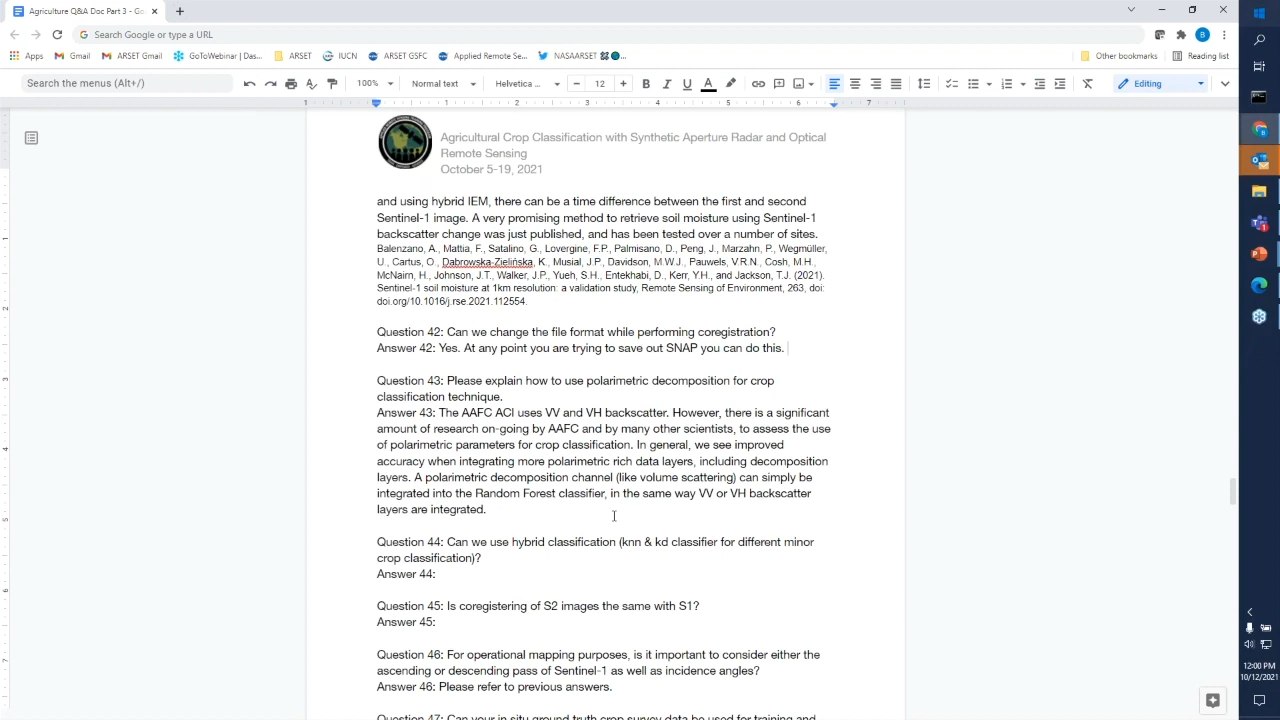 Agriculture Q&A Doc Part 3 - Go
Search Google or type a URL
Apps
Gmail
ARSET Gmail
GoToWebinar | Das...
ARSET
IUCN
ARSET GSFC
Applied Remote Se...
NASAARSET
Other bookmarks
Reading list
Search the menus (Alt+/)
100%
Normal text
Helvetica ...
12
Editing
Agricultural Crop Classification with Synthetic Aperture Radar and Optical
Remote Sensing
October 5-19, 2021
and using hybrid IEM, there can be a time difference between the first and second
Sentinel-1 image. A very promising method to retrieve soil moisture using Sentinel-1
backscatter change was just published, and has been tested over a number of sites.
Balenzano, A., Mattia, F., Satalino, G., Lovergine, F.P., Palmisano, D., Peng, J., Marzahn, P., Wegmüller,
U., Cartus, O., Dabrowska-Zielińska, K., Musial, J.P., Davidson, M.W.J., Pauwels, V.R.N., Cosh, M.H.,
McNairn, H., Johnson, J.T., Walker, J.P., Yueh, S.H., Entekhabi, D., Kerr, Y.H., and Jackson, T.J. (2021).
Sentinel-1 soil moisture at 1km resolution: a validation study, Remote Sensing of Environment, 263, doi:
doi.org/10.1016/j.rse.2021.112554.
Question 42: Can we change the file format while performing coregistration?
Answer 42: Yes. At any point you are trying to save out SNAP you can do this.
Question 43: Please explain how to use polarimetric decomposition for crop
classification technique.
Answer 43: The AAFC ACI uses VV and VH backscatter. However, there is a significant
amount of research on-going by AAFC and by many other scientists, to assess the use
of polarimetric parameters for crop classification. In general, we see improved
accuracy when integrating more polarimetric rich data layers, including decomposition
layers. A polarimetric decomposition channel (like volume scattering) can simply be
integrated into the Random Forest classifier, in the same way VV or VH backscatter
layers are integrated.
Question 44: Can we use hybrid classification (knn & kd classifier for different minor
crop classification)?
Answer 44:
Question 45: Is coregistering of S2 images the same with S1?
Answer 45:
Question 46: For operational mapping purposes, is it important to consider either the
ascending or descending pass of Sentinel-1 as well as incidence angles?
Answer 46: Please refer to previous answers.
Question 47: Can your in situ ground truth crop survey data be used for training and
12:00 PM
10/12/2021